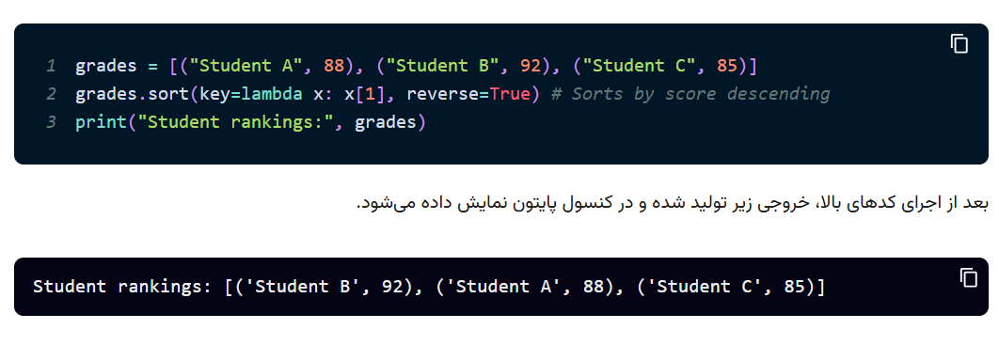 1 grades = [("Student A", 88), ("Student B", 92), ("Student C", 85)]
2 grades.sort(key=lambda x: x[1], reverse=True) # Sorts by score descending
3 print("Student rankings:", grades)
بعد از اجرای کدهای بالا، خروجی زیر تولید شده و در کنسول پایتون نمایش داده می‌شود.
Student rankings: [('Student B', 92), ('Student A', 88), ('Student C', 85)]